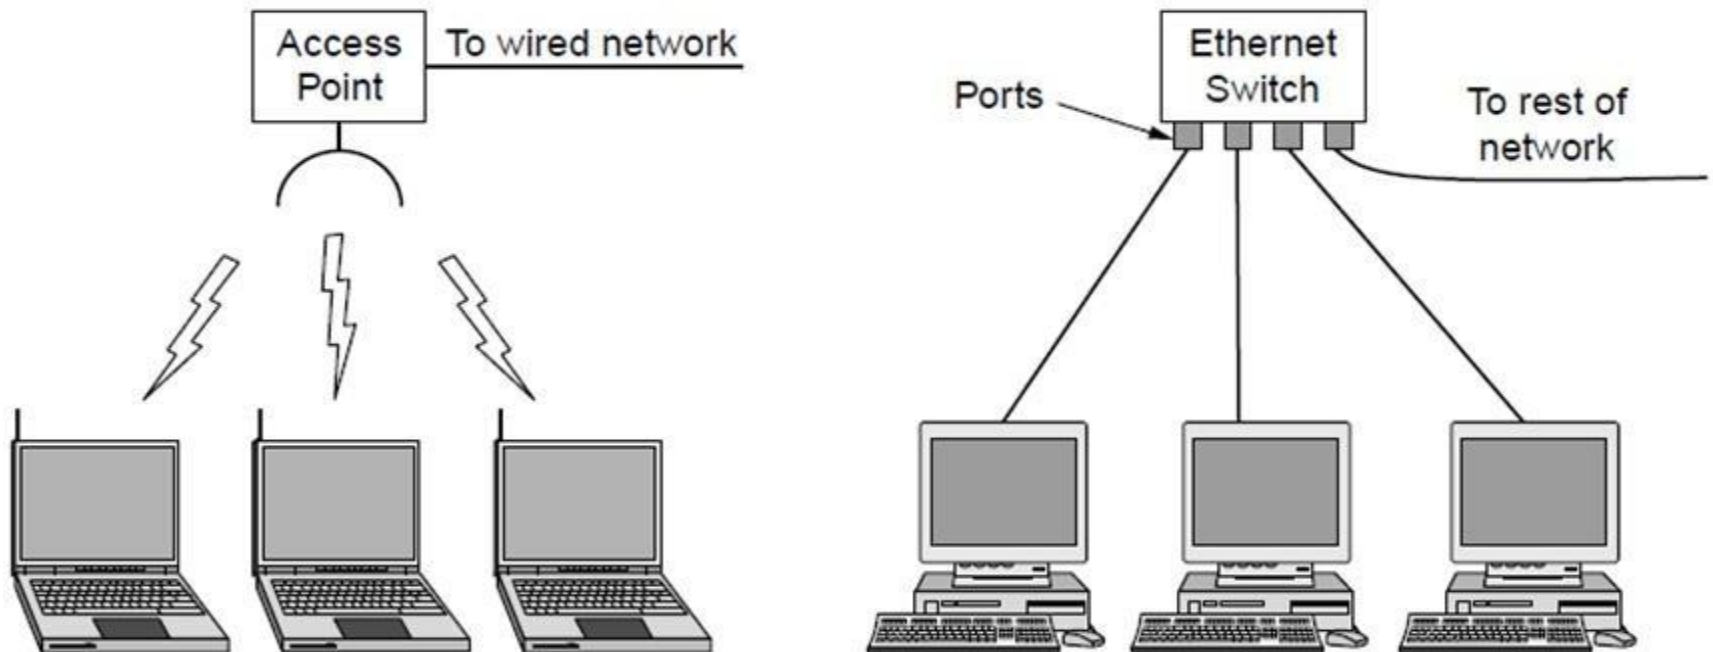 Access
Point
To wired network
Ethernet
Switch
Ports
To rest of
network